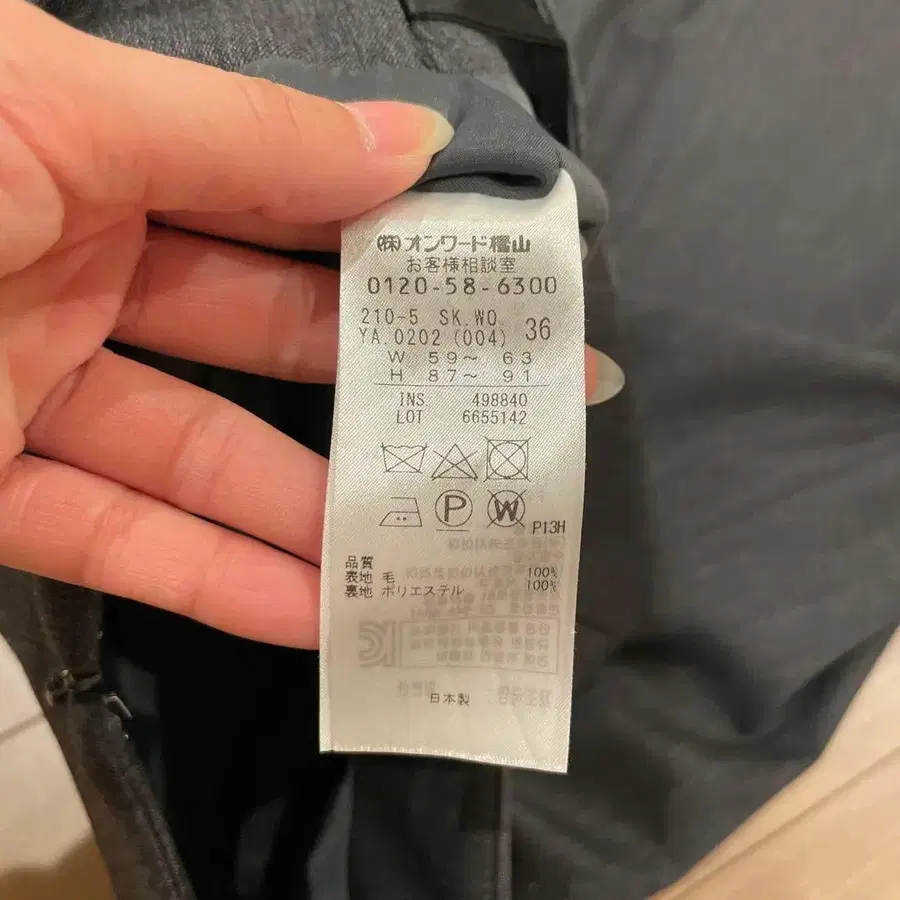 (株)オンワード樫山
お客様相談室
0120-58-6300
210-5 SK.WO.
YA.0202 (004) 36
W 59~ 63
H 87~ 91
INS. 498840
LOT 6655142
P
W
P13H
品質
表地 毛 100%
裏地 ポリエステル 100%
日本製